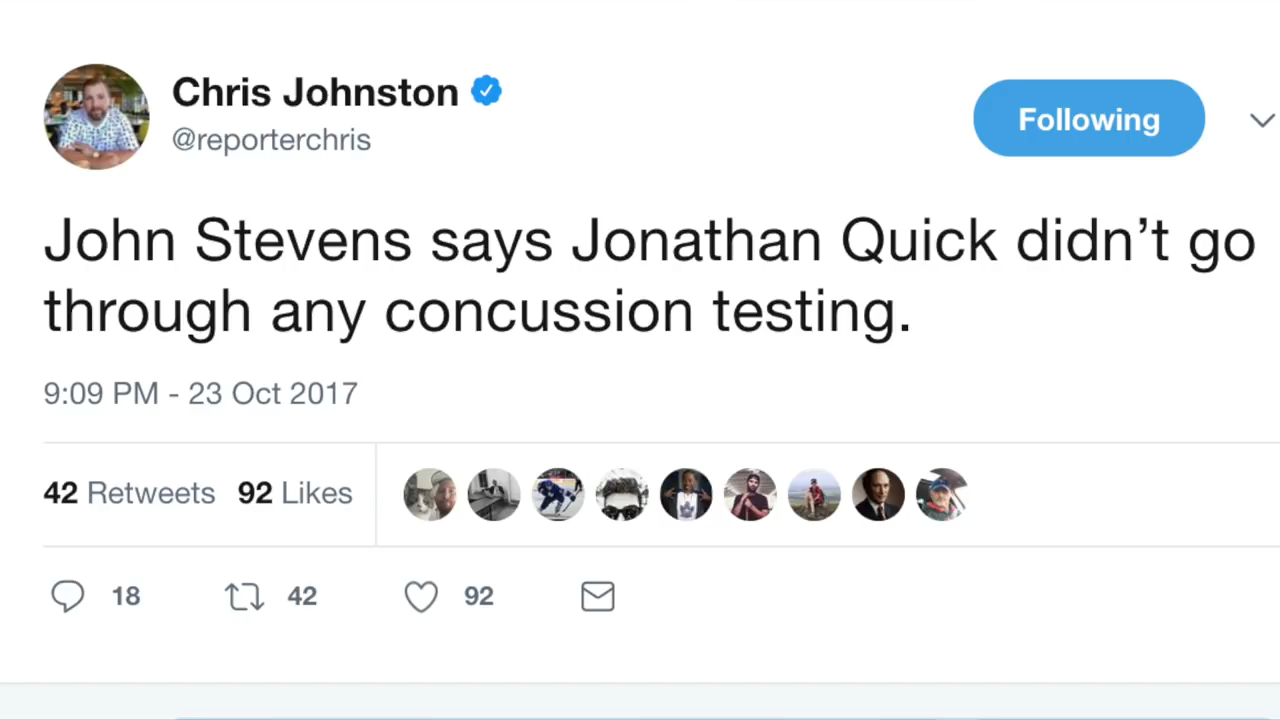 Chris Johnston
@reporterchris
Following
John Stevens says Jonathan Quick didn’t go
through any concussion testing.
9:09 PM - 23 Oct 2017
42 Retweets 92 Likes
18 42 92